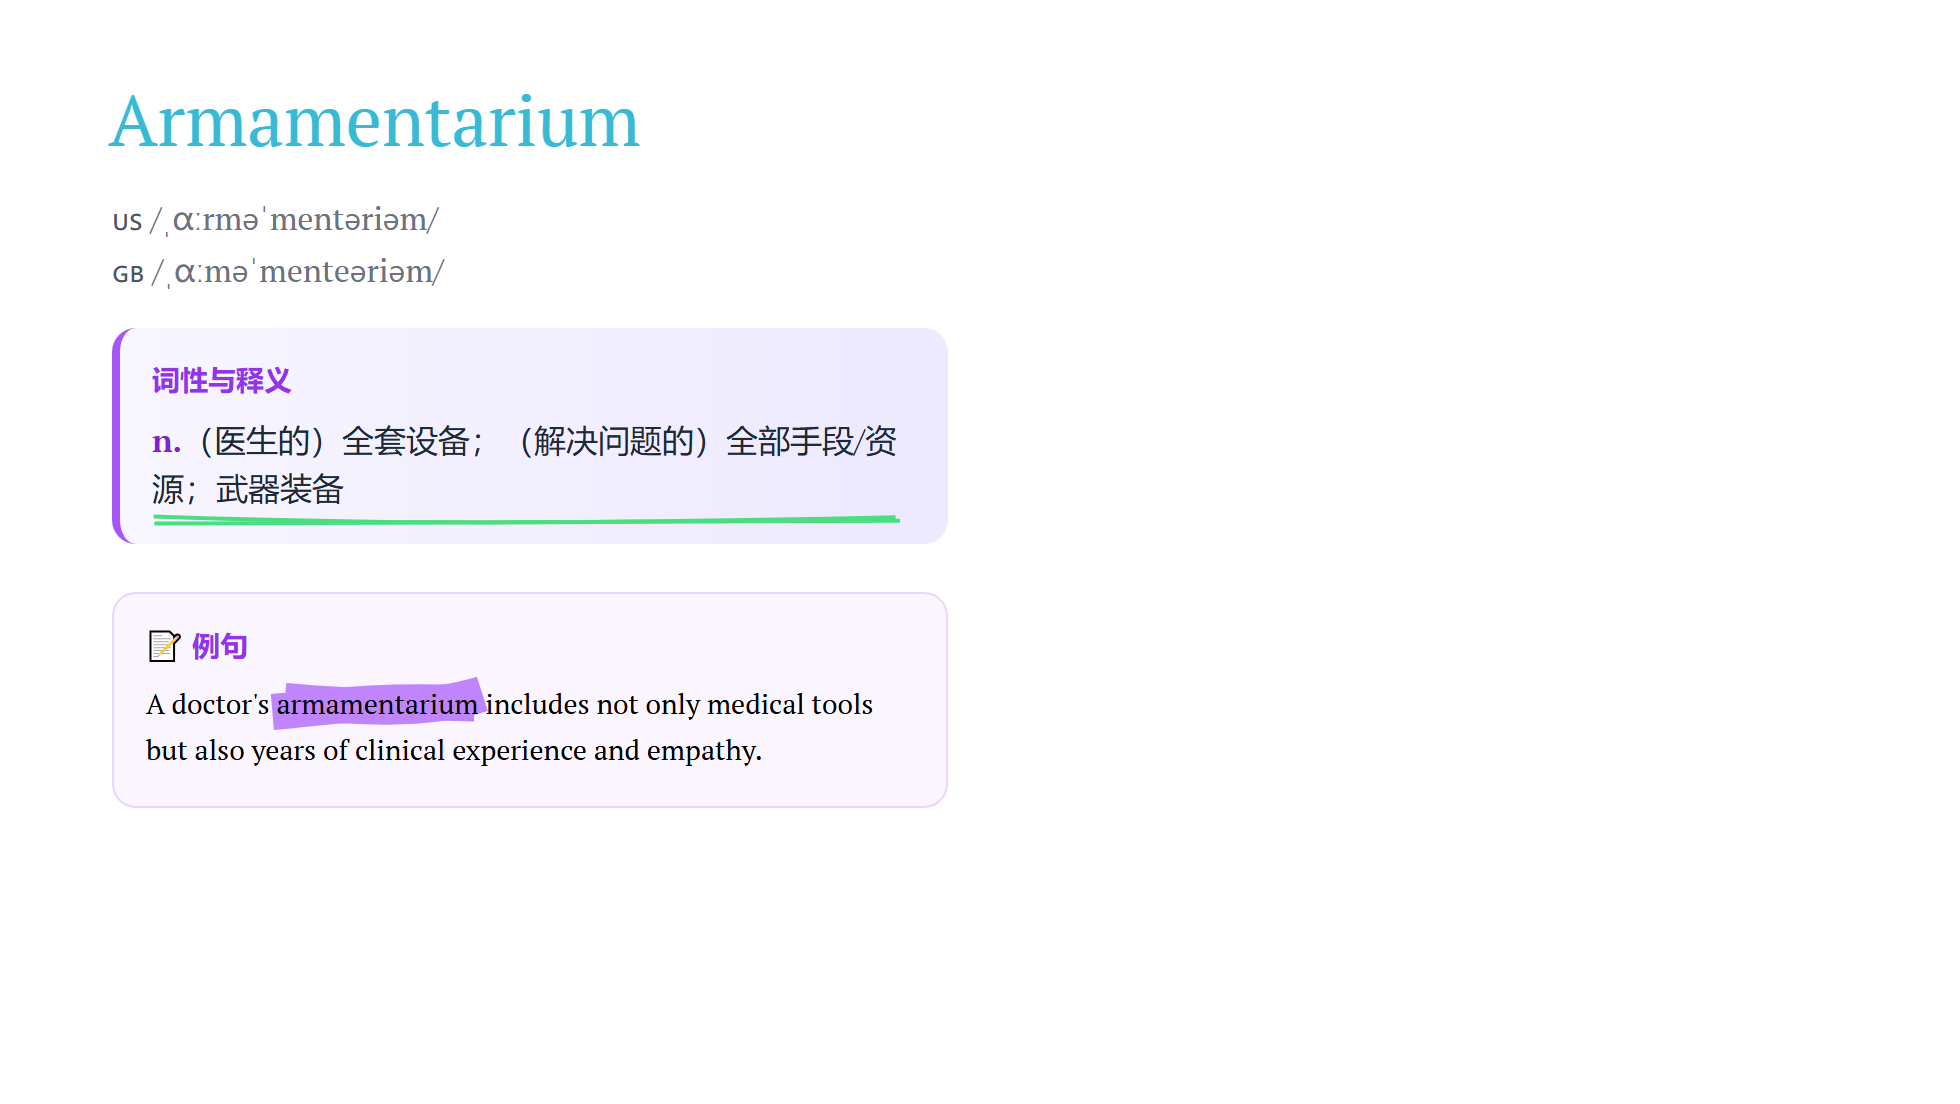 Armamentarium
US /ˌɑːrməˈmentəriəm/
GB /ˌɑːməˈmenteəriəm/
词性与释义
n.（医生的）全套设备；（解决问题的）全部手段/资
源；武器装备
📝 例句
A doctor's armamentarium includes not only medical tools
but also years of clinical experience and empathy.